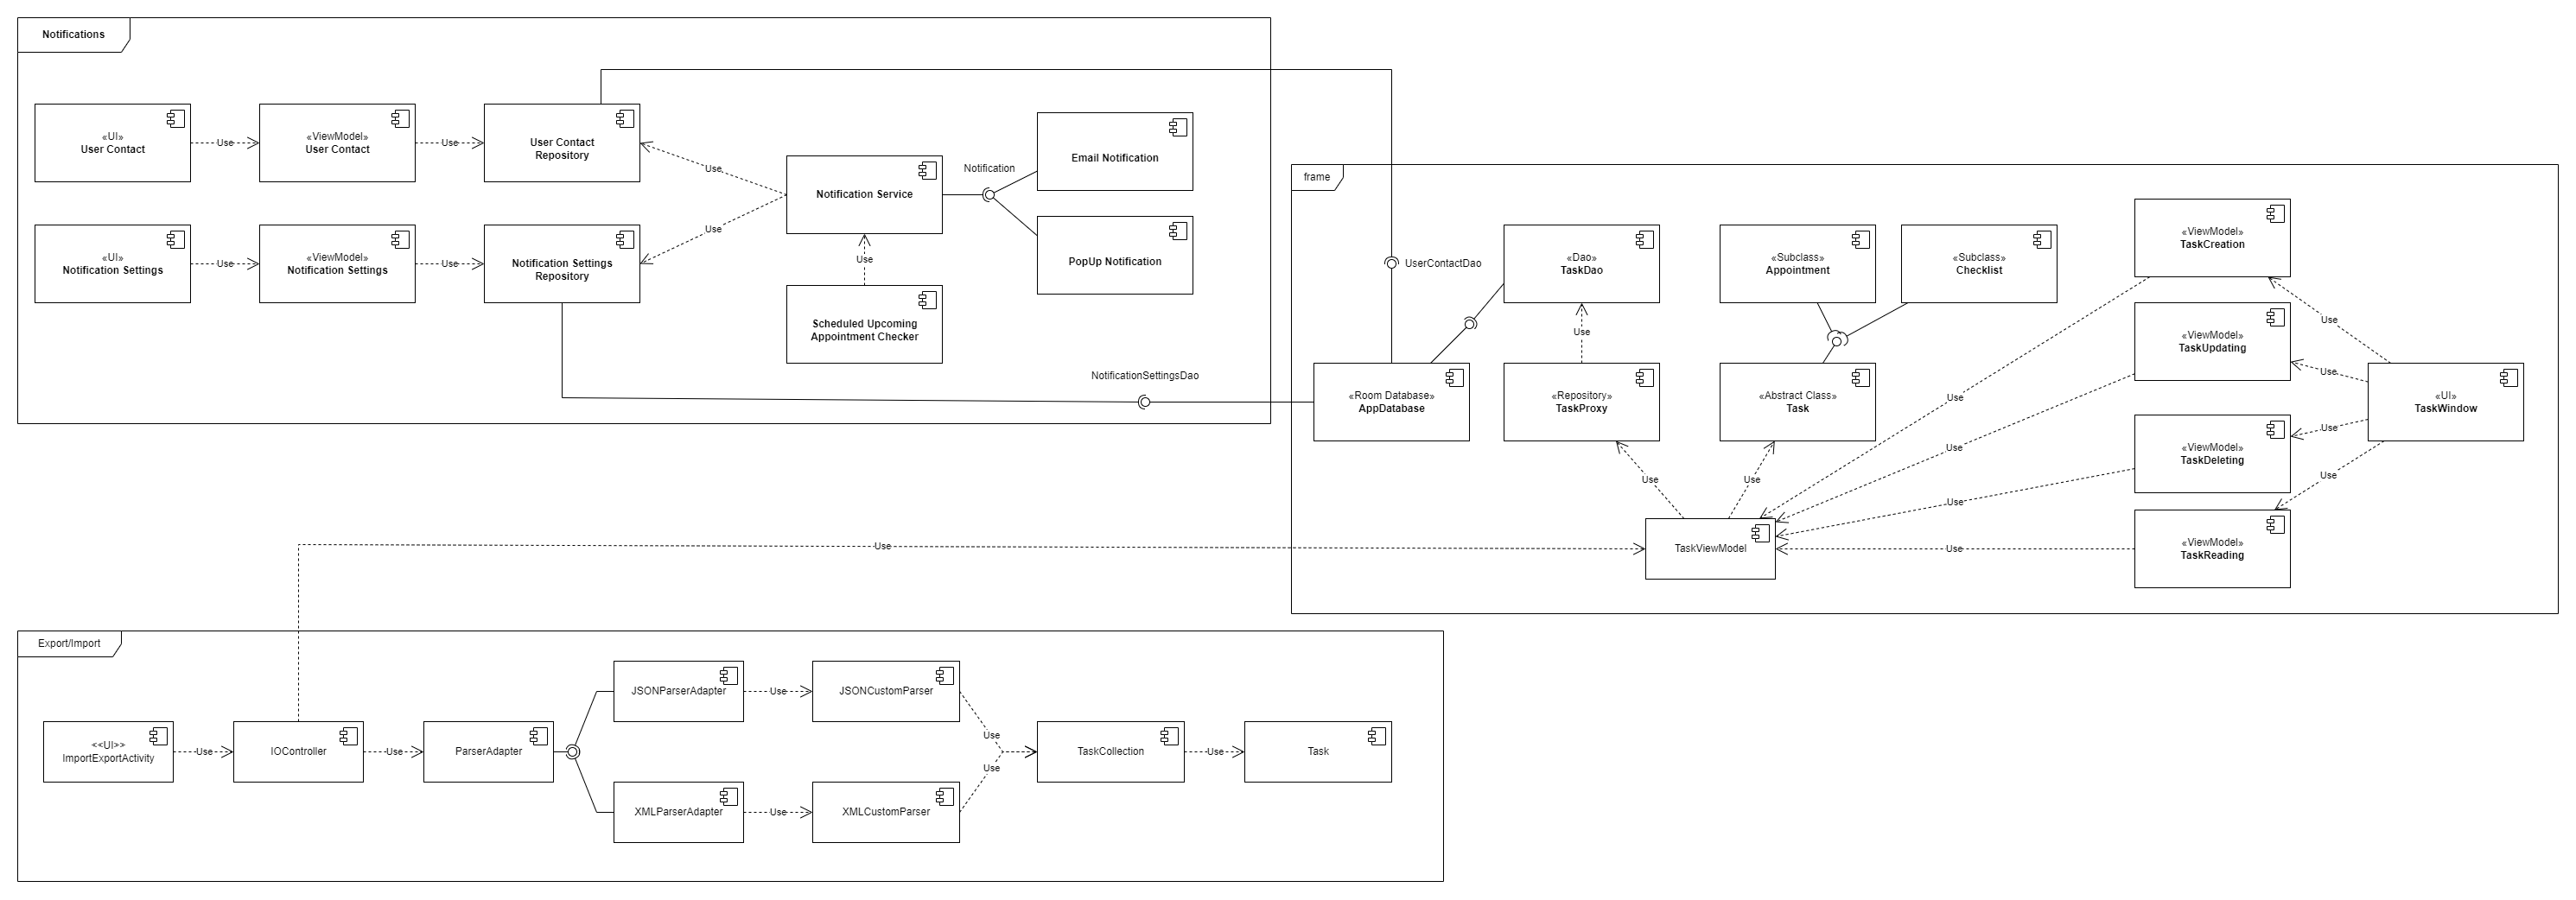 Notifications
«UI»
User Contact
Use
«ViewModel»
User Contact
Use
User Contact
Repository
Use
Notification Service
Notification
Email Notification
PopUp Notification
«UI»
Notification Settings
Use
«ViewModel»
Notification Settings
Use
Notification Settings
Repository
Use
Use
Scheduled Upcoming
Appointment Checker
NotificationSettingsDao
frame
UserContactDao
«Dao»
TaskDao
Use
«Room Database»
AppDatabase
«Repository»
TaskProxy
«Subclass»
Appointment
«Subclass»
Checklist
«Abstract Class»
Task
«ViewModel»
TaskCreation
«ViewModel»
TaskUpdating
«ViewModel»
TaskDeleting
«ViewModel»
TaskReading
Use
Use
Use
Use
«UI»
TaskWindow
Use
Use
Use
Use
Use
Use
TaskViewModel
Use
Export/Import
<<UI>>
ImportExportActivity
Use
IOController
Use
ParserAdapter
JSONParserAdapter
Use
JSONCustomParser
XMLParserAdapter
Use
XMLCustomParser
Use
Use
TaskCollection
Use
Task